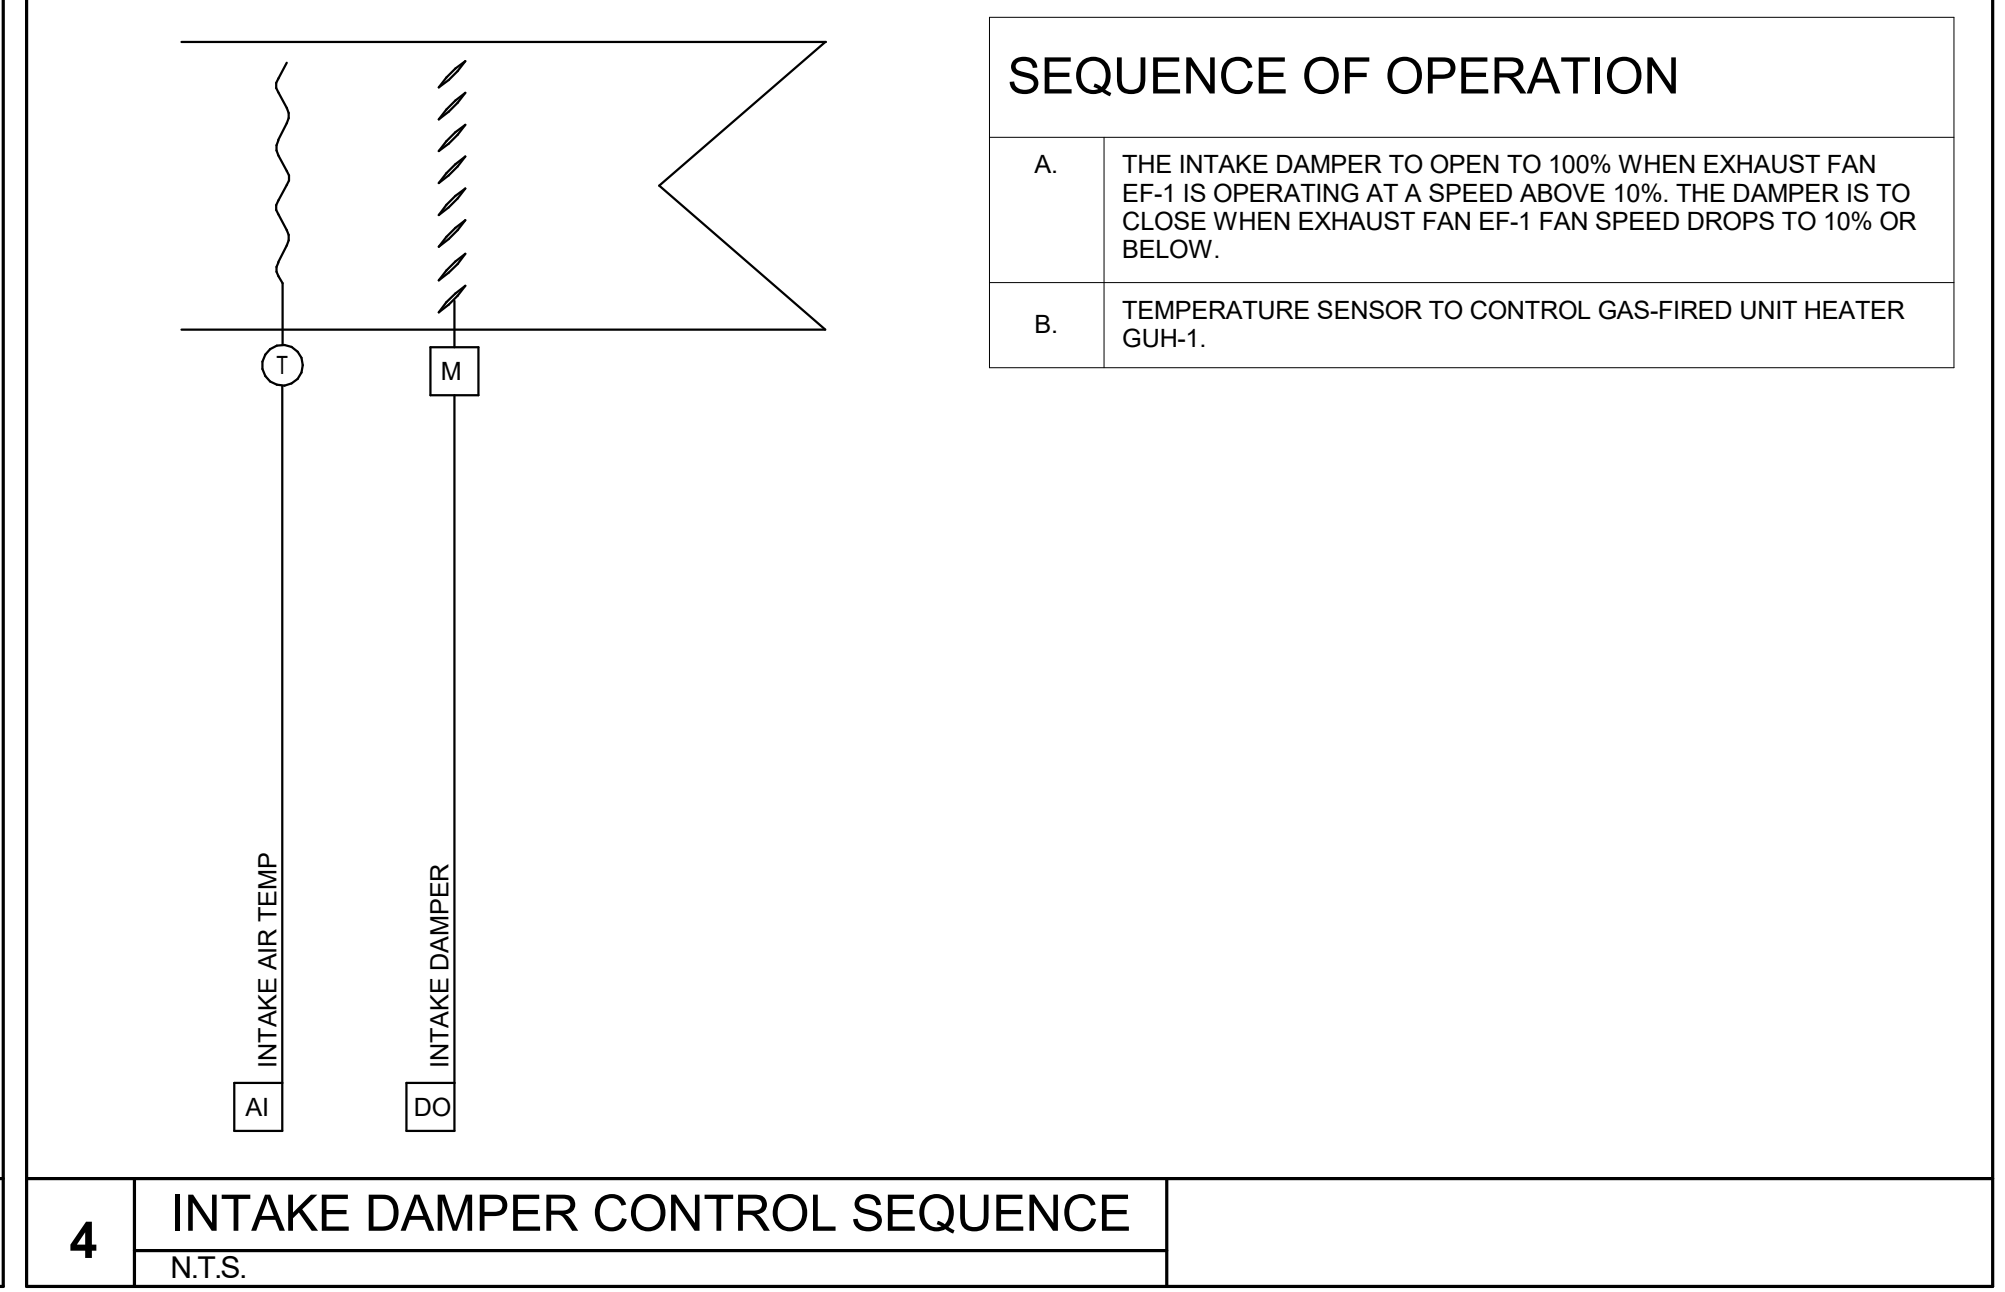 SEQUENCE OF OPERATION
A.
THE INTAKE DAMPER TO OPEN TO 100% WHEN EXHAUST FAN
EF-1 IS OPERATING AT A SPEED ABOVE 10%. THE DAMPER IS TO
CLOSE WHEN EXHAUST FAN EF-1 FAN SPEED DROPS TO 10% OR
BELOW.
B.
TEMPERATURE SENSOR TO CONTROL GAS-FIRED UNIT HEATER
GUH-1.
T
M
INTAKE AIR TEMP
INTAKE DAMPER
AI
DO
4
INTAKE DAMPER CONTROL SEQUENCE
N.T.S.